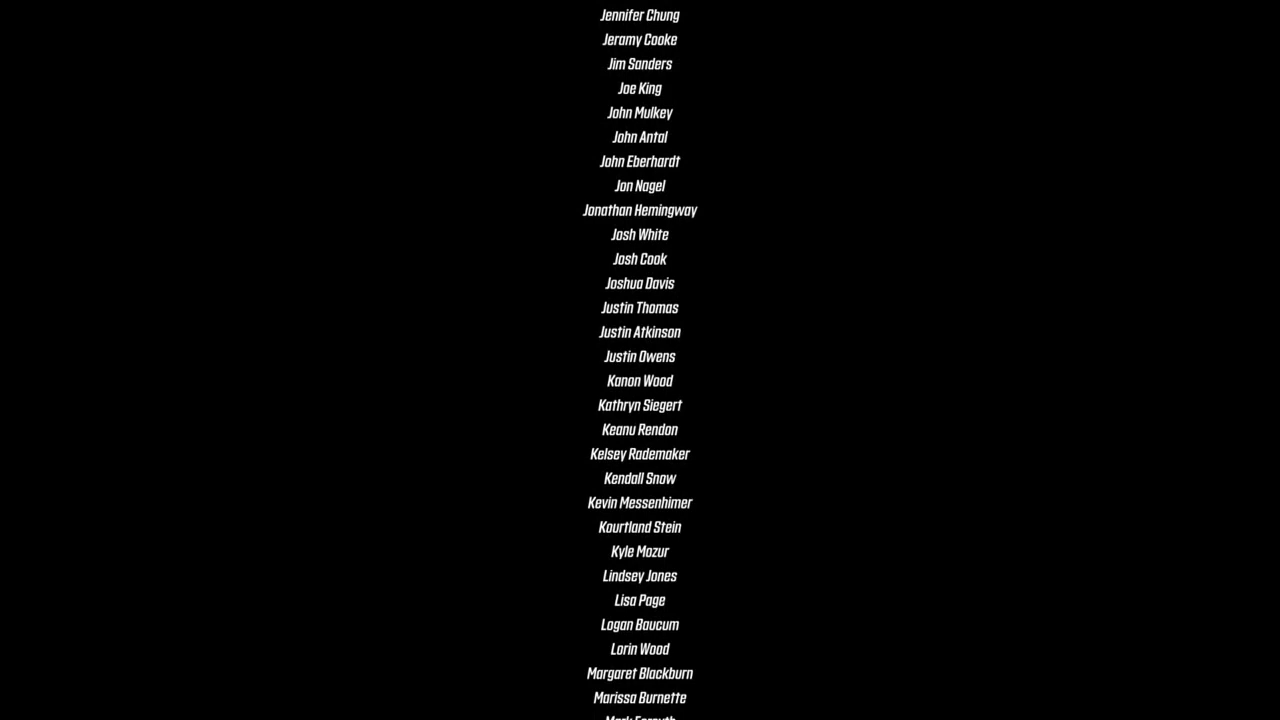 Jennifer Chung
Jeramy Cooke
Jim Sanders
Joe King
John Mulkey
John Antal
John Eberhardt
Jon Nagel
Jonathan Hemingway
Josh White
Josh Cook
Joshua Davis
Justin Thomas
Justin Atkinson
Justin Owens
Kanon Wood
Kathryn Siegert
Keanu Rendon
Kelsey Rademaker
Kendall Snow
Kevin Messenhimer
Kourtland Stein
Kyle Mozur
Lindsey Jones
Lisa Page
Logan Baucum
Lorin Wood
Margaret Blackburn
Marissa Burnette
Mark Forsyth